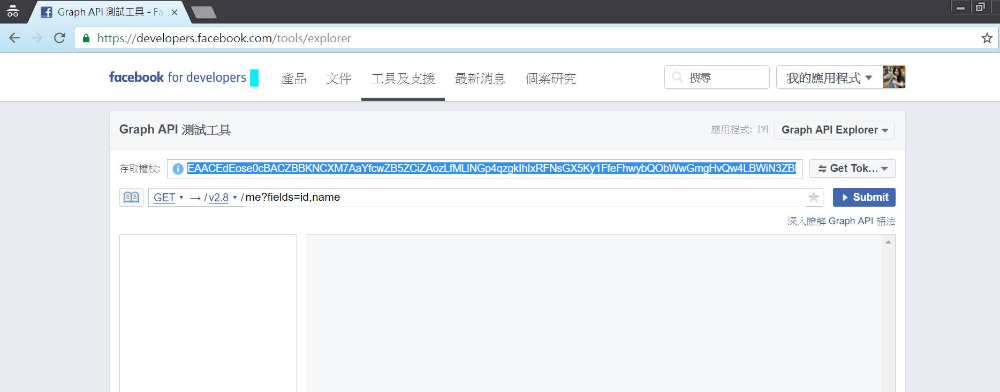 Graph API 測試工具 - Fa
https://developers.facebook.com/tools/explorer
facebook for developers 產品 文件 工具及支援 最新消息 個案研究 搜尋 我的應用程式
Graph API 測試工具 應用程式: [?] Graph API Explorer
存取權杖: EAACEdEose0cBACZBBKNCXM7AaYfcwZB5ZCiZAozLfMLlNGp4qzgkIhIxRFNsGX5Ky1FfeFhwybQObWwGmgHvQw4LBWiN3ZBI Get Tok...
GET → / v2.8 / me?fields=id,name Submit
深入瞭解 Graph API 語法